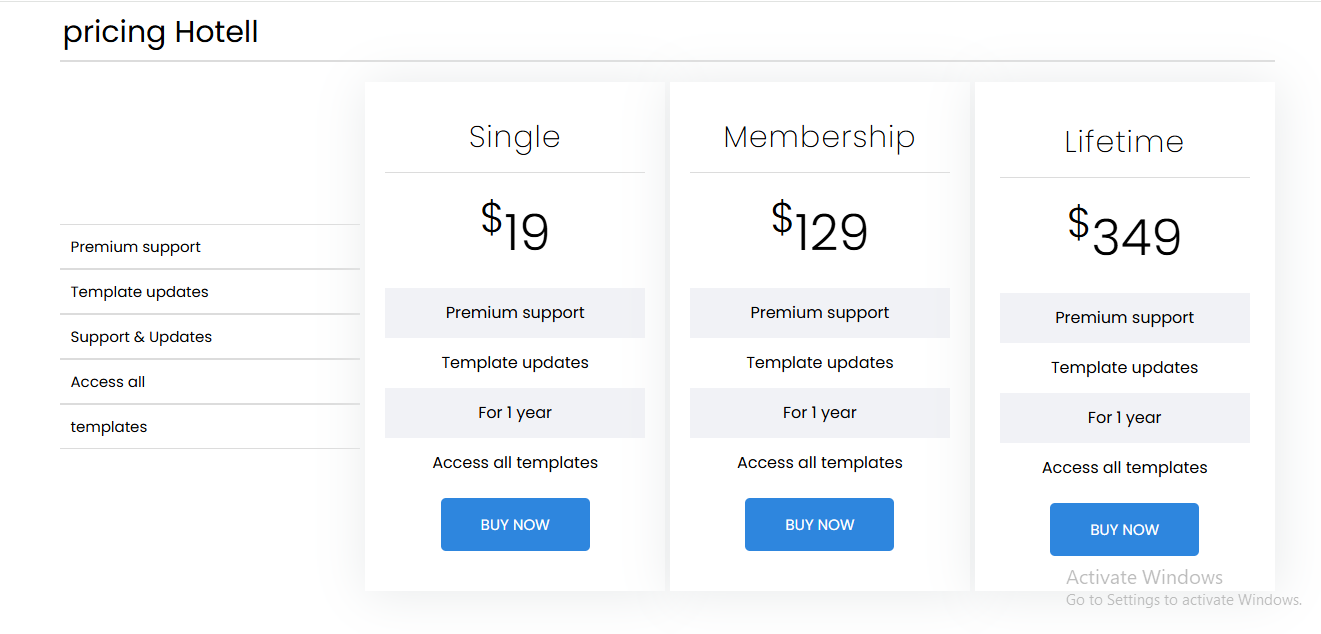 pricing Hotell
Premium support
Template updates
Support & Updates
Access all
templates
Single
$19
Premium support
Template updates
For 1 year
Access all templates
BUY NOW
Membership
$129
Premium support
Template updates
For 1 year
Access all templates
BUY NOW
Lifetime
$349
Premium support
Template updates
For 1 year
Access all templates
BUY NOW
Activate Windows
Go to Settings to activate Windows.